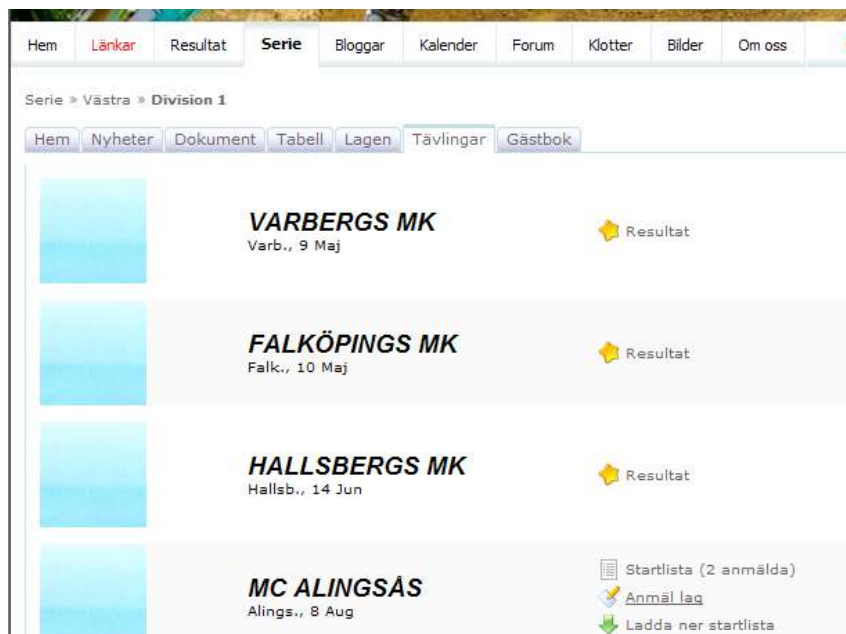 Hem Länkar Resultat Serie Bloggar Kalender Forum Klotter Bilder Om oss
Serie » Västra » Division 1
Hem Nyheter Dokument Tabell Lagen Tävlingar Gästbok
VARBERGS MK
Varb., 9 Maj
Resultat
FALKÖPINGS MK
Falk., 10 Maj
Resultat
HALLSBERGS MK
Hallsb., 14 Jun
Resultat
MC ALINGSÅS
Alings., 8 Aug
Startlista (2 anmälda)
Anmäl lag
Ladda ner startlista